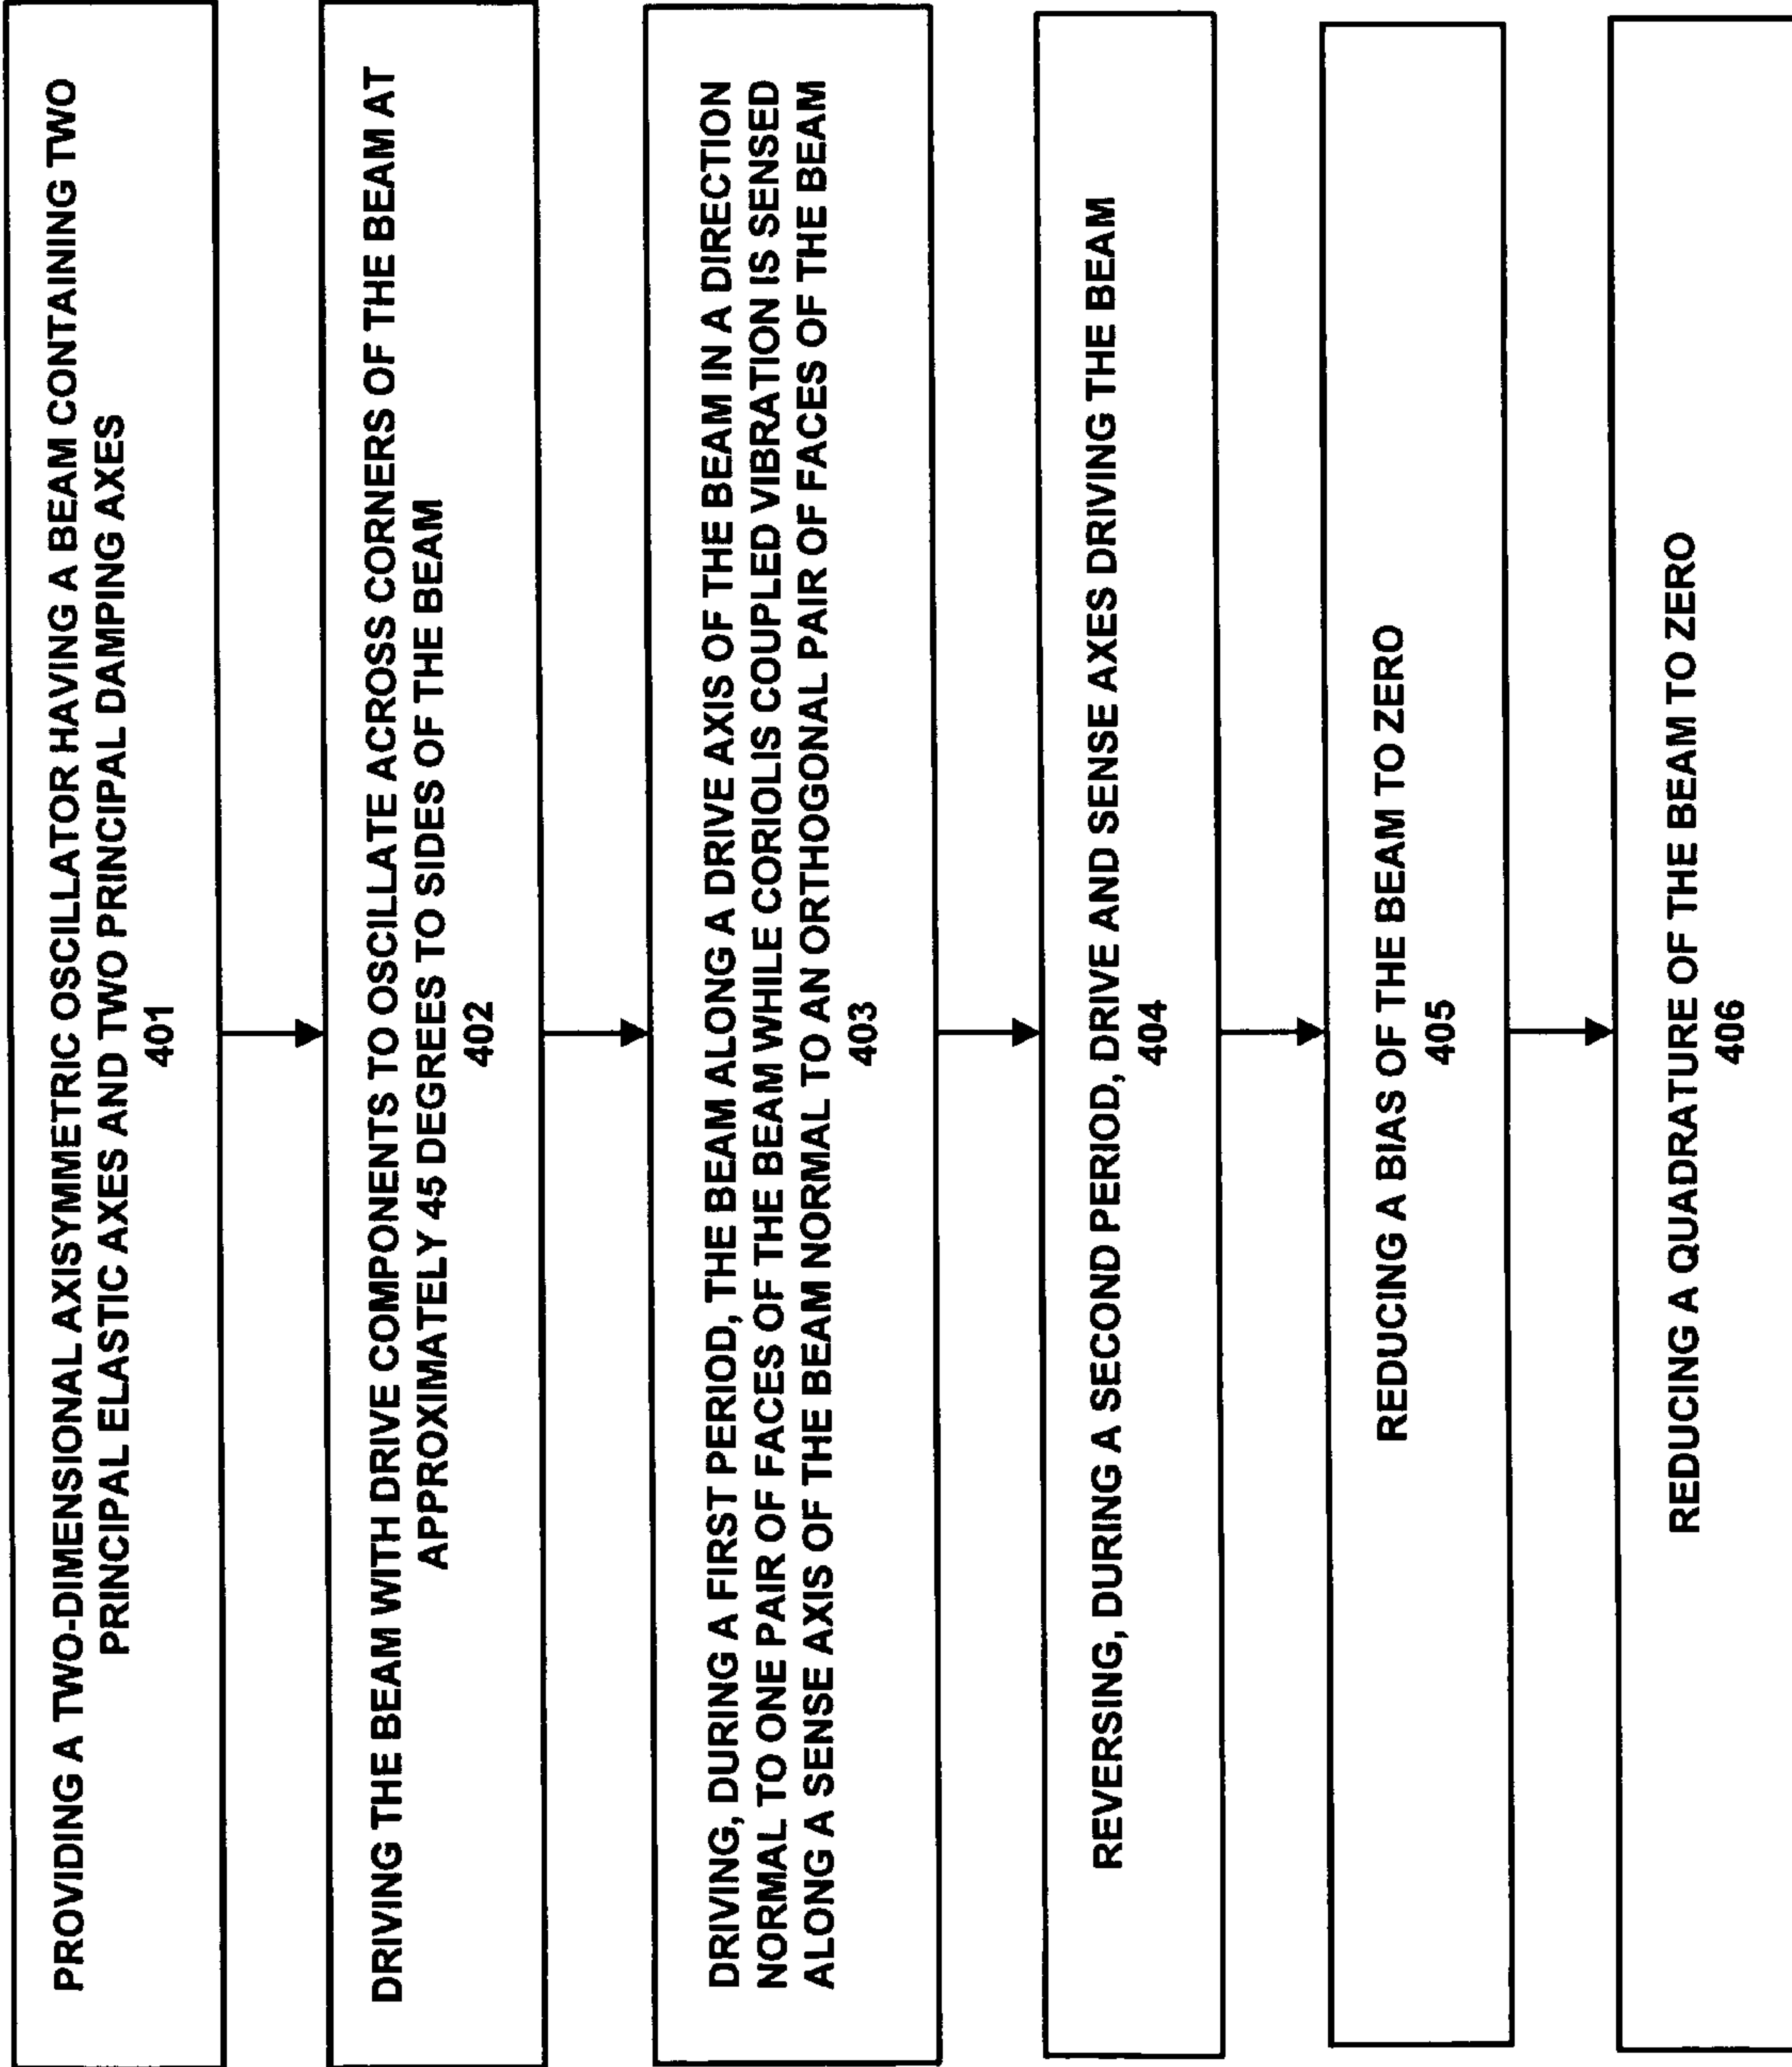 PROVIDING A TWO-DIMENSIONAL AXISYMMETRIC OSCILLATOR HAVING A BEAM CONTAINING TWO
PRINCIPAL ELASTIC AXES AND TWO PRINCIPAL DAMPING AXES
401
DRIVING THE BEAM WITH DRIVE COMPONENTS TO OSCILLATE ACROSS CORNERS OF THE BEAM AT
APPROXIMATELY 45 DEGREES TO SIDES OF THE BEAM
402
DRIVING, DURING A FIRST PERIOD, THE BEAM ALONG A DRIVE AXIS OF THE BEAM IN A DIRECTION
NORMAL TO ONE PAIR OF FACES OF THE BEAM WHILE CORIOLIS COUPLED VIBRATION IS SENSED
ALONG A SENSE AXIS OF THE BEAM NORMAL TO AN ORTHOGONAL PAIR OF FACES OF THE BEAM
403
REVERSING, DURING A SECOND PERIOD, DRIVE AND SENSE AXES DRIVING THE BEAM
404
REDUCING A BIAS OF THE BEAM TO ZERO
405
REDUCING A QUADRATURE OF THE BEAM TO ZERO
406